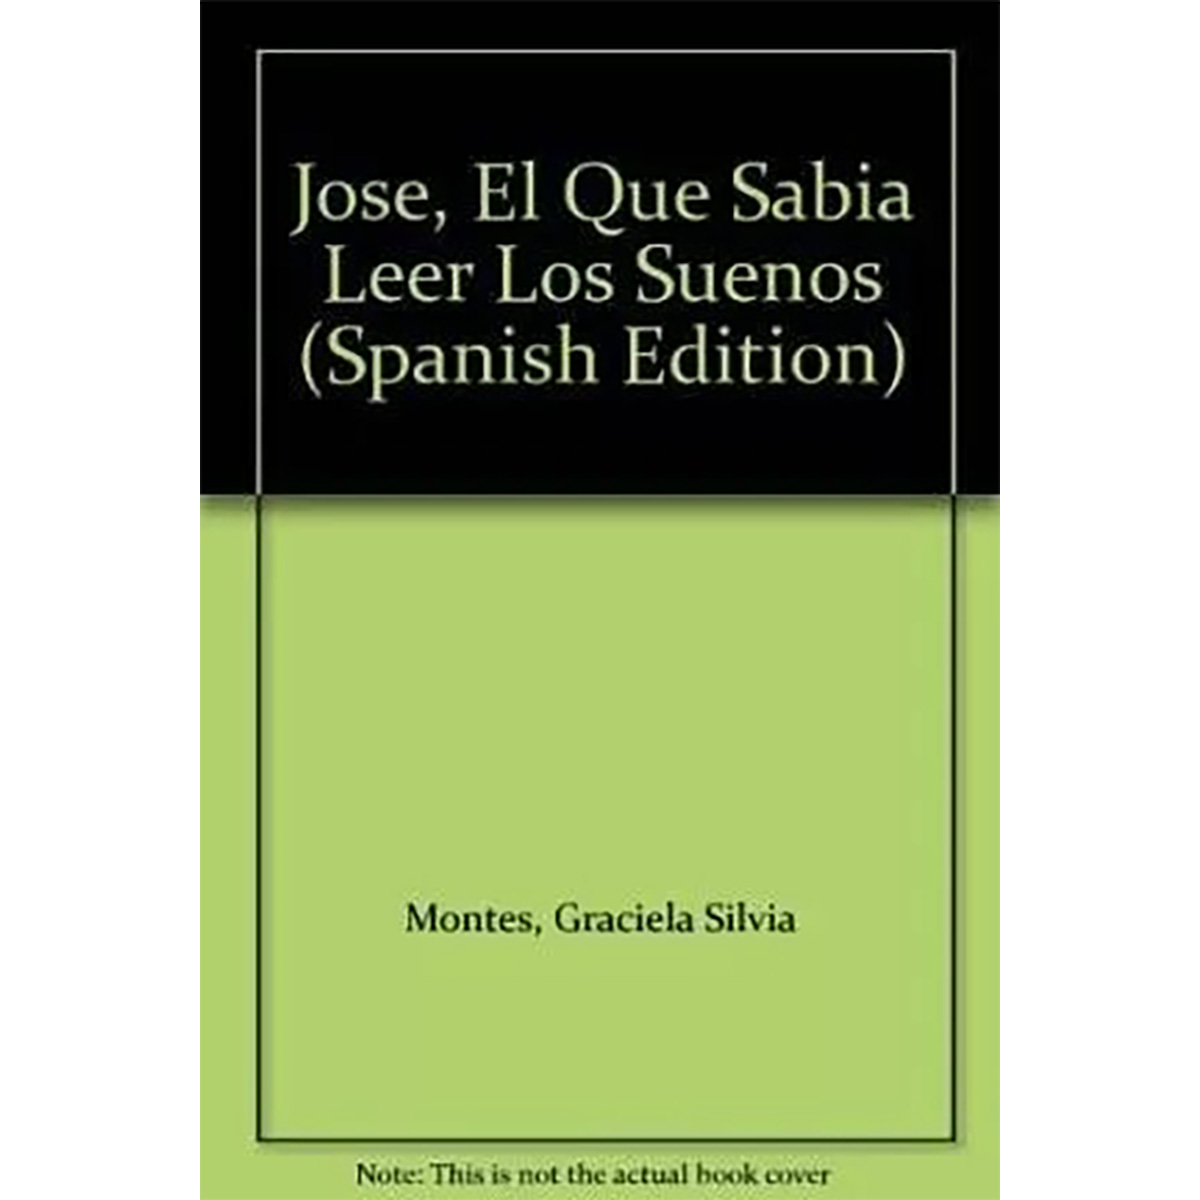 Jose, El Que Sabia
Leer Los Suenos
(Spanish Edition)
Montes, Graciela Silvia
Note: This is not the actual book cover